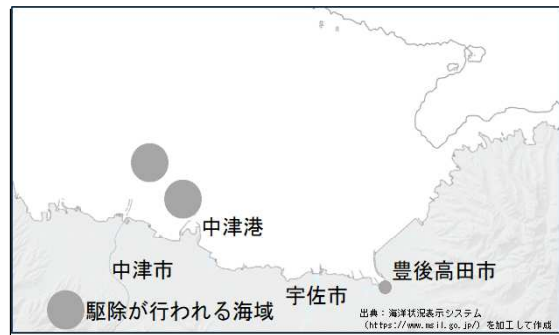 中津港
中津市
豊後高田市
宇佐市
駆除が行われる海域
出典：海洋状況表示システム
（https://www.msil.go.jp/）を加工して作成